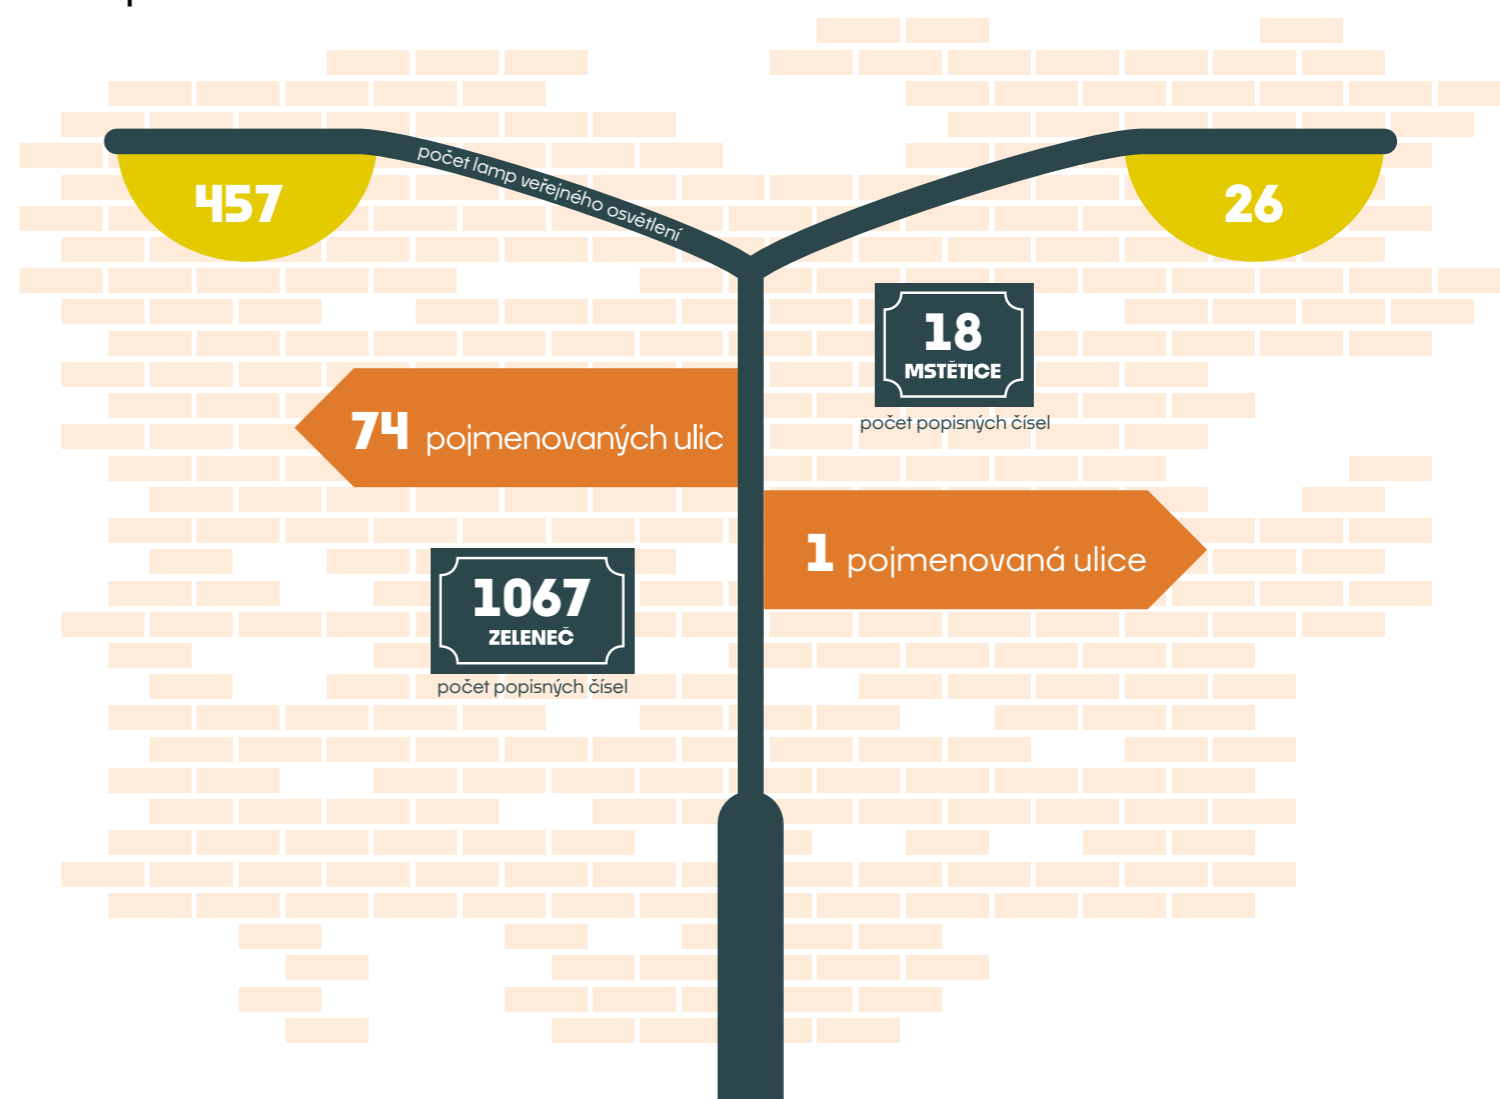 457
počet lamp veřejného osvětlení
26
18
MSTĚTICE
počet popisných čísel
74 pojmenovaných ulic
1 pojmenovaná ulice
1067
ZELENEČ
počet popisných čísel